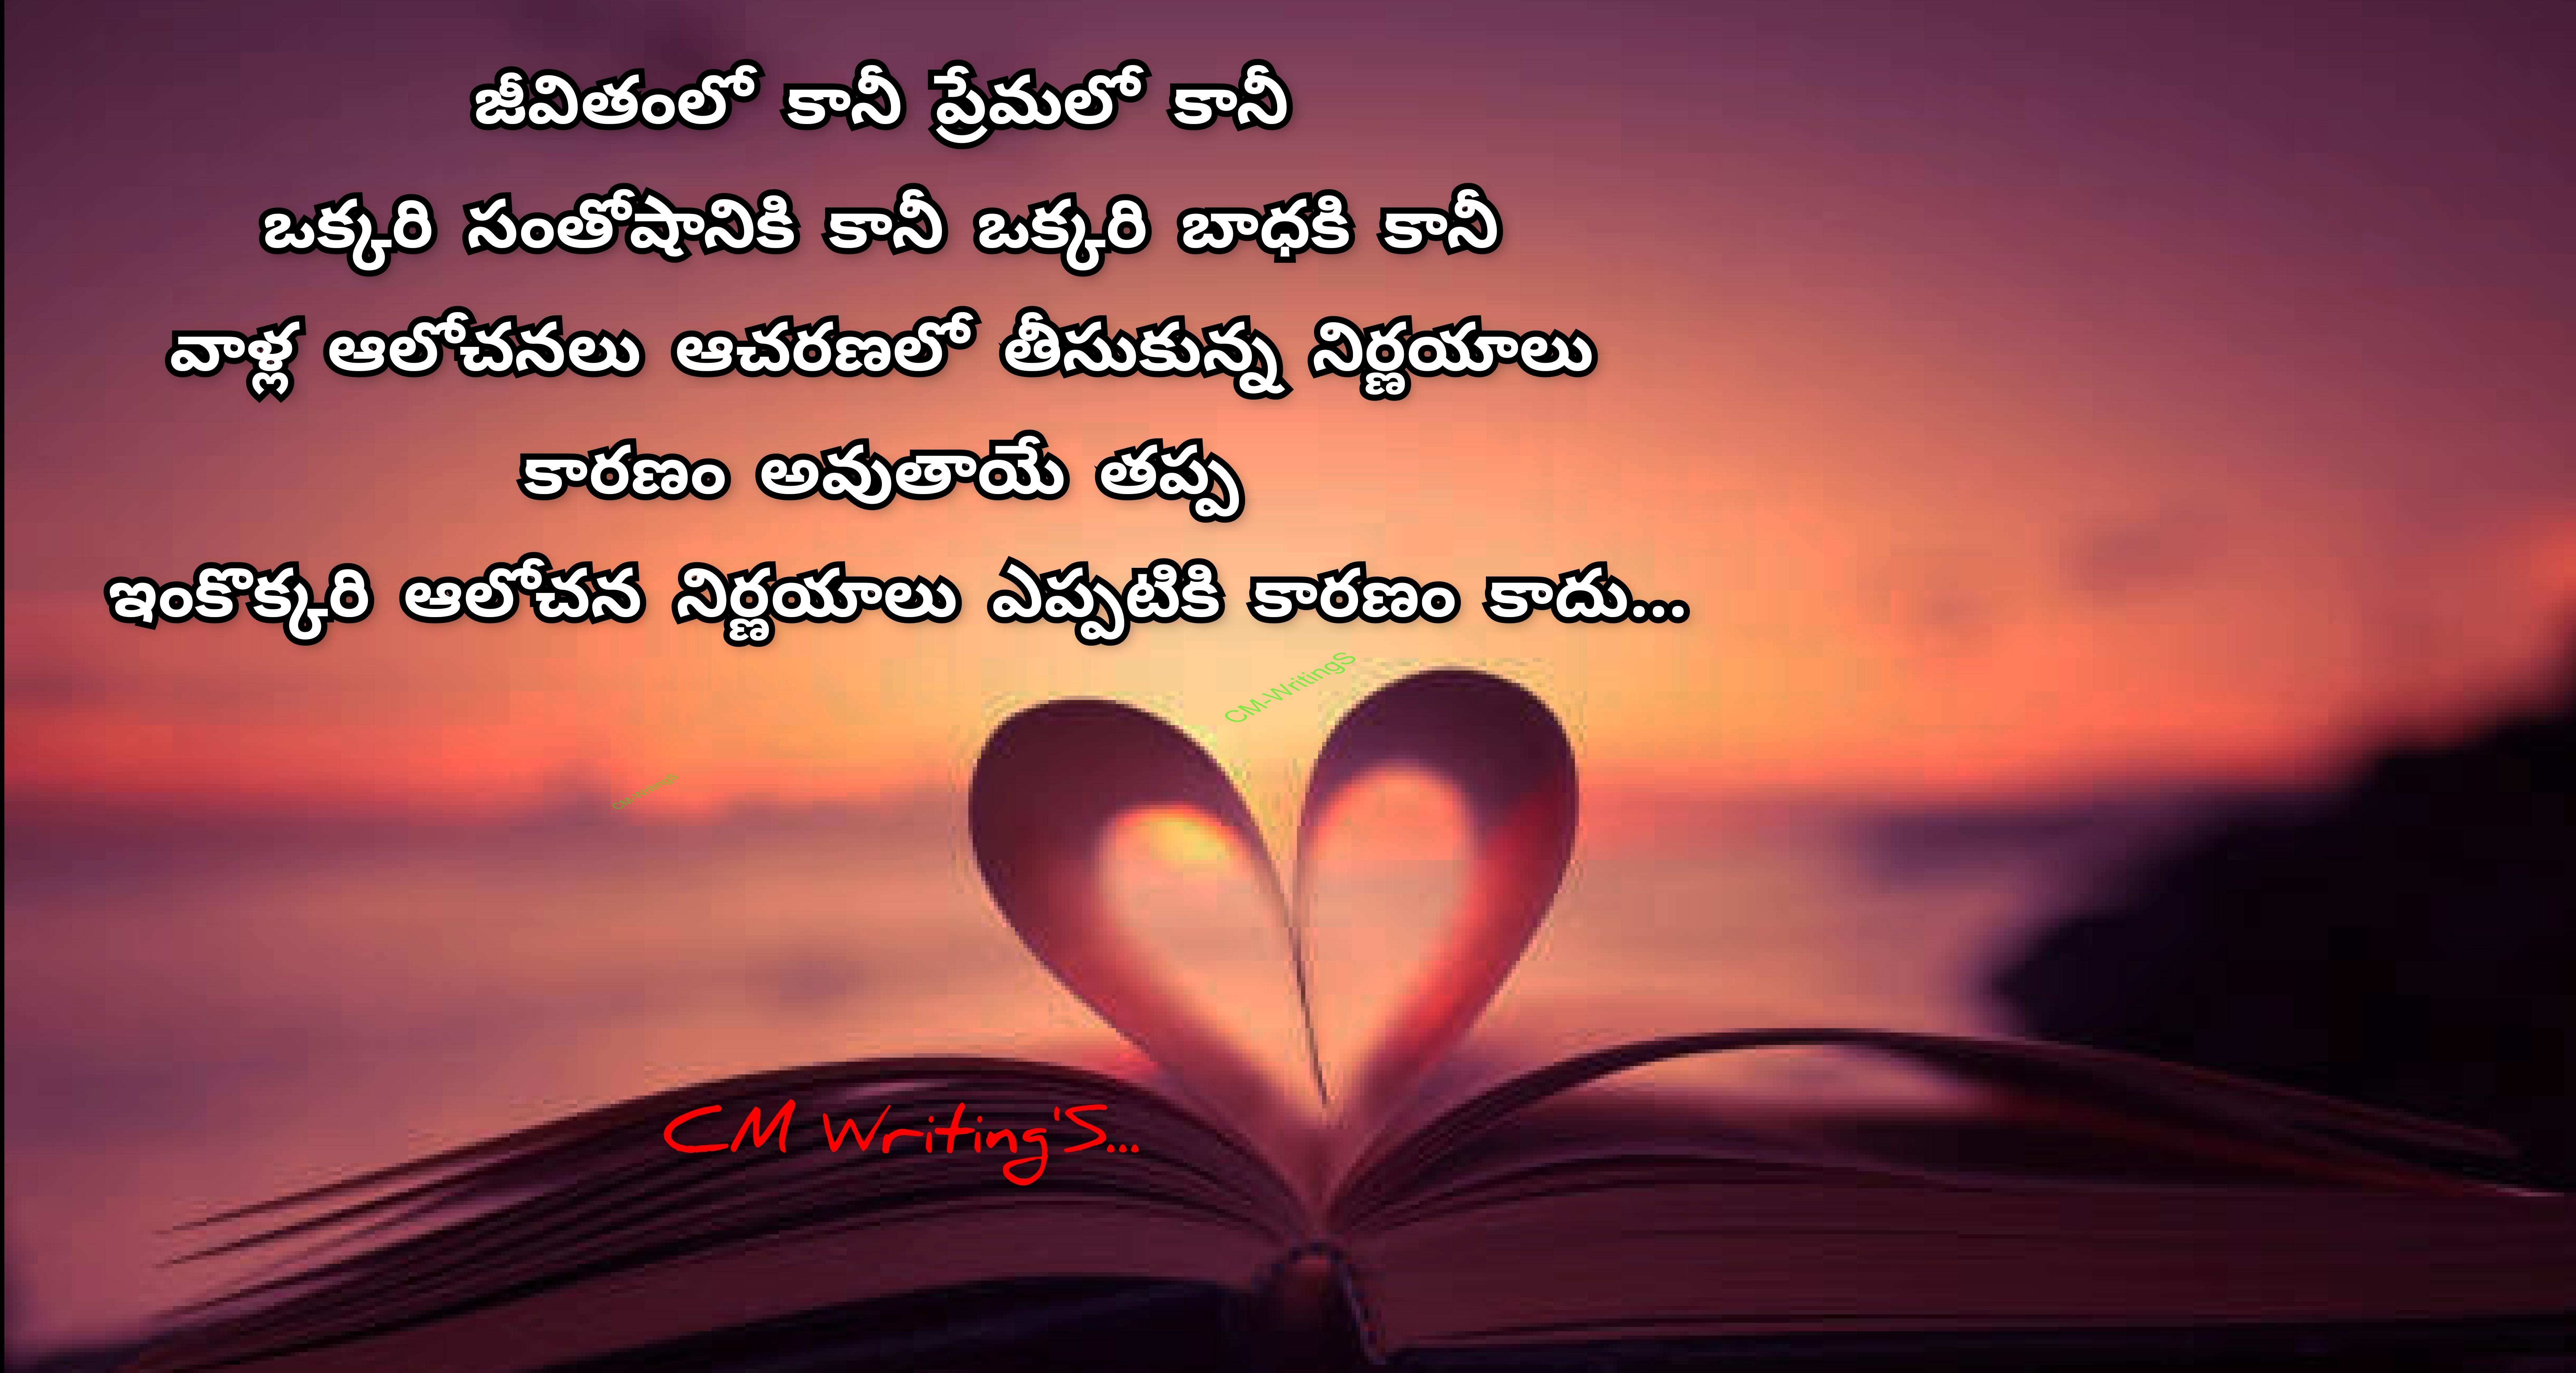 జీవితంలో కానీ ప్రేమలో కానీ
ఒక్కరి సంతోషానికి కానీ ఒక్కరి బాధకి కానీ
వాళ్ల ఆలోచనలు ఆచరణలో తీసుకున్న నిర్ణయాలు
కారణం అవుతాయే తప్ప
ఇంకొక్కరి ఆలోచన నిర్ణయాలు ఎప్పటికి కారణం కాదు...
CM-WritingS
CM Writing'S...